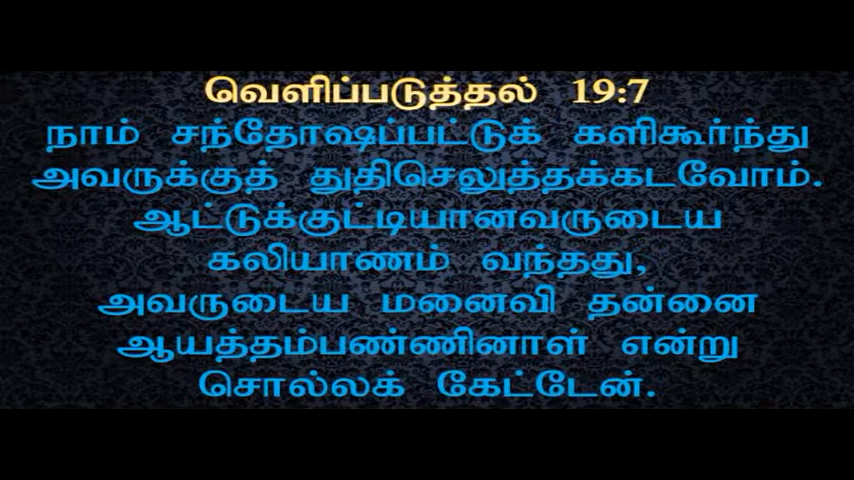 வெளிப்படுத்தல் 19:7
நாம் சந்தோஷப்பட்டுக் களிகூர்ந்து
அவருக்குத் துதிசெலுத்தக்கடவோம்.
ஆட்டுக்குட்டியானவருடைய
கலியாணம் வந்தது,
அவருடைய மனைவி தன்னை
ஆயத்தம்பண்ணினாள் என்று
சொல்லக் கேட்டேன்.